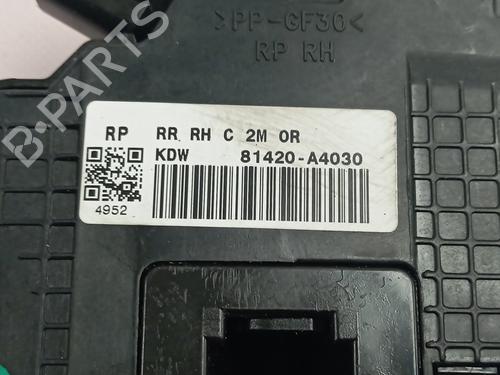 >PP-GF30<
RP RH
RP RR RH C 2M OR
KDW 81420-A4030
4952
B-PARTS